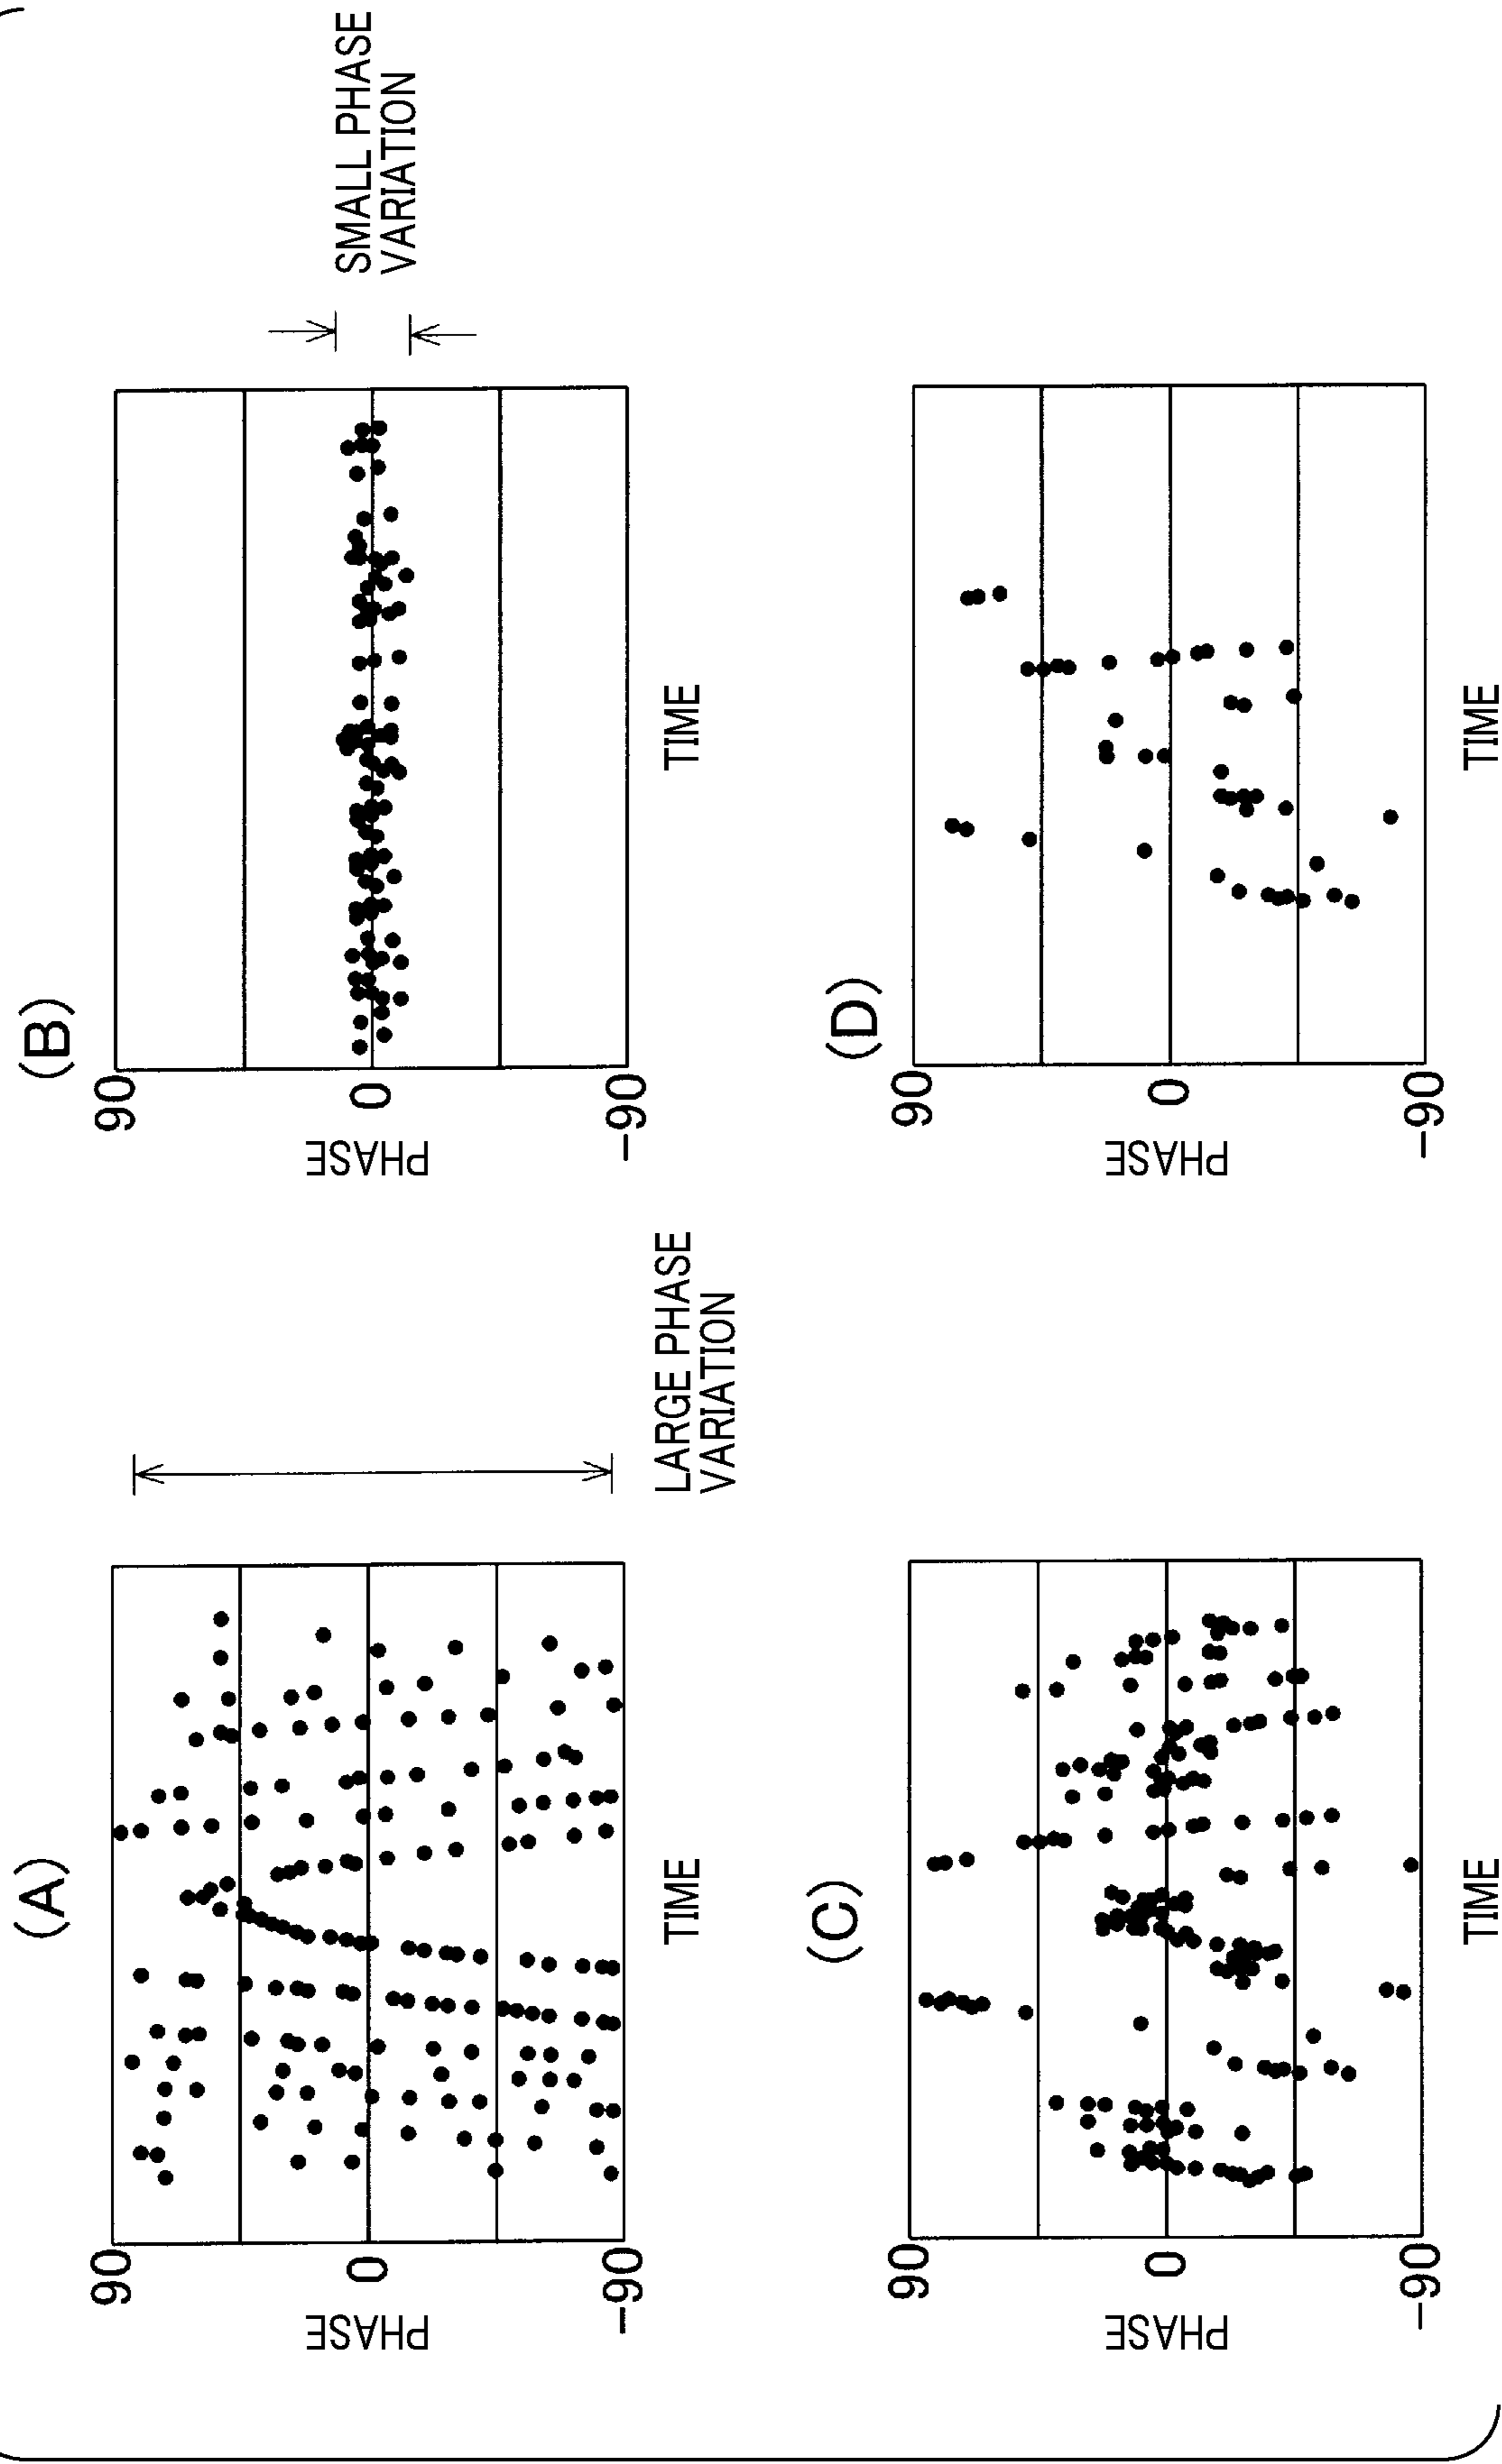 (A)
90
0
-90
PHASE
TIME
LARGE PHASE
VARIATION
(B)
90
0
-90
PHASE
TIME
SMALL PHASE
VARIATION
(C)
90
0
-90
PHASE
TIME
(D)
90
0
-90
PHASE
TIME